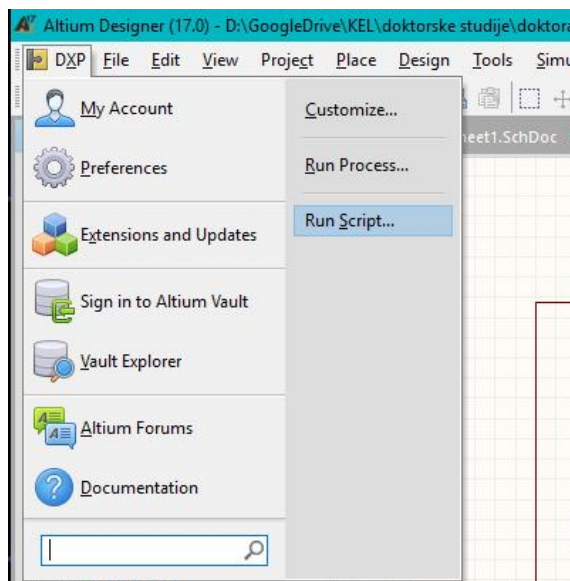 Altium Designer (17.0) - D:\GoogleDrive\KEL\doktorske studije\doktora
DXP File Edit View Project Place Design Tools Simu
My Account
Customize...
eet1.SchDoc
Preferences
Run Process...
Extensions and Updates
Run Script...
Sign in to Altium Vault
Vault Explorer
Altium Forums
Documentation